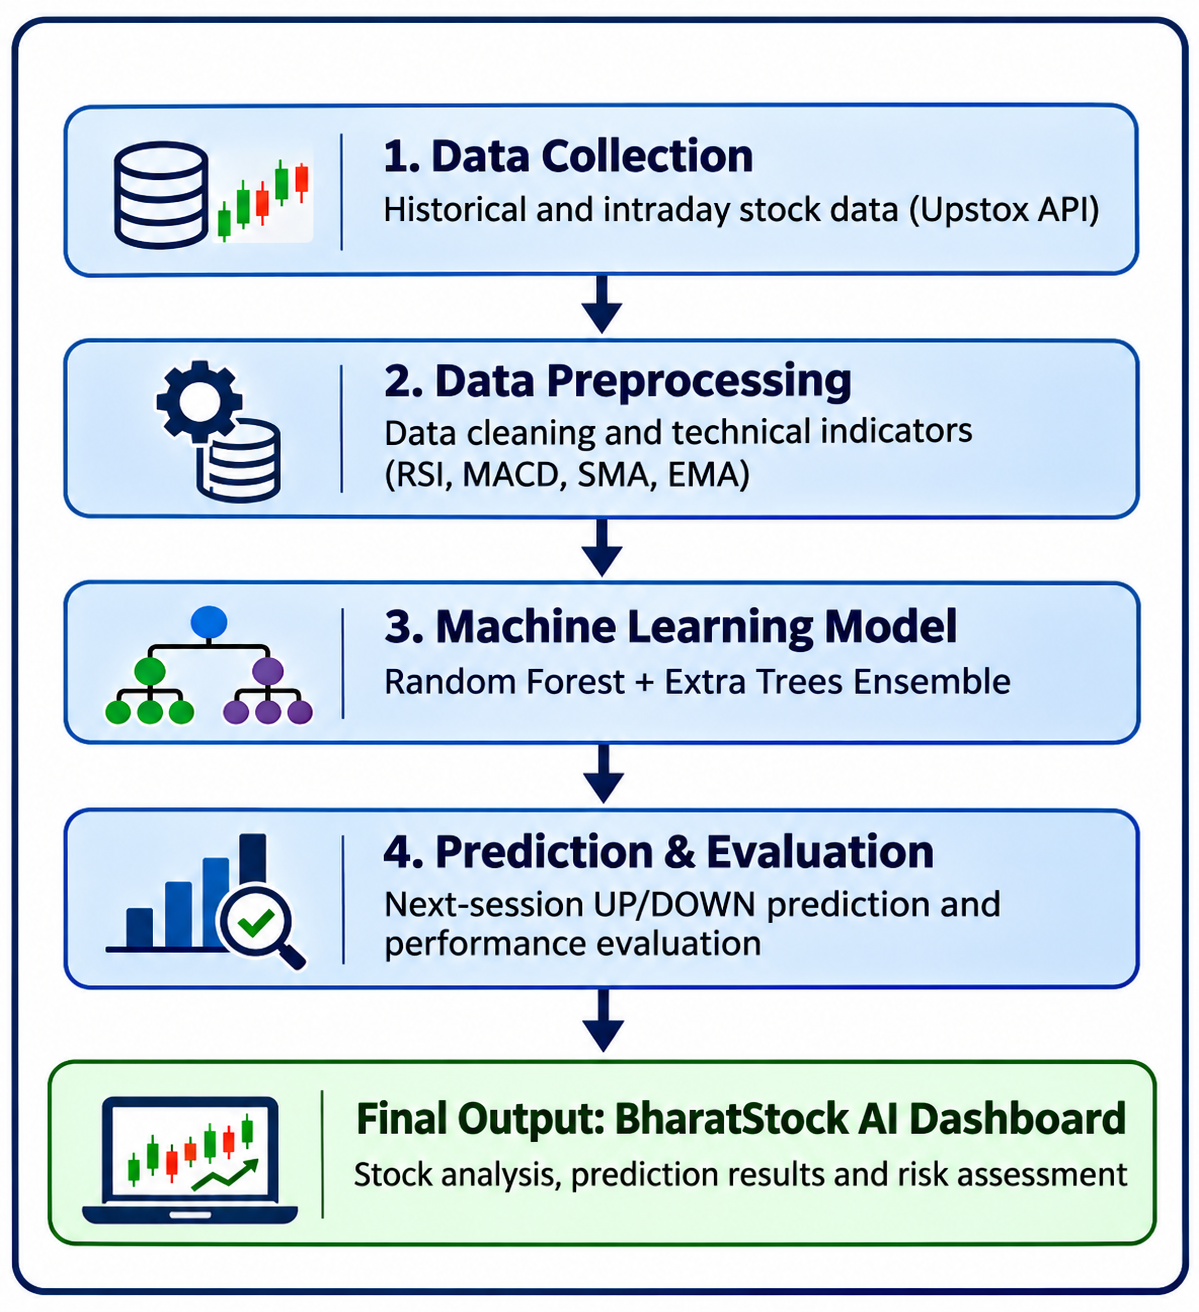 1. Data Collection
Historical and intraday stock data (Upstox API)
2. Data Preprocessing
Data cleaning and technical indicators
(RSI, MACD, SMA, EMA)
3. Machine Learning Model
Random Forest + Extra Trees Ensemble
4. Prediction & Evaluation
Next-session UP/DOWN prediction and
performance evaluation
Final Output: BharatStock AI Dashboard
Stock analysis, prediction results and risk assessment